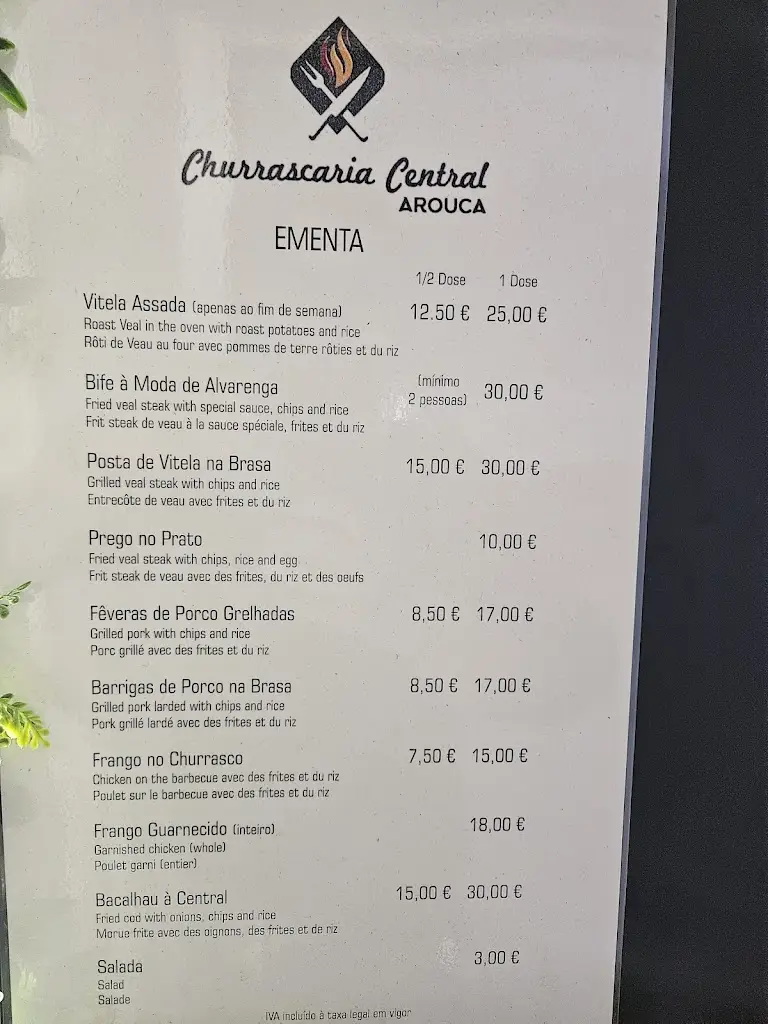 Churrascaria Central
AROUCA
EMENTA
1/2 Dose 1 Dose
Vitela Assada (apenas ao fim de semana) 12.50 € 25,00 €
Roast Veal in the oven with roast potatoes and rice
Rôti de Veau au four avec pommes de terre rôties et du riz
Bife à Moda de Alvarenga (mínimo 2 pessoas) 30,00 €
Fried veal steak with special sauce, chips and rice
Frit steak de veau à la sauce spéciale, frites et du riz
Posta de Vitela na Brasa 15,00 € 30,00 €
Grilled veal steak with chips and rice
Entrecôte de veau avec frites et du riz
Prego no Prato 10,00 €
Fried veal steak with chips, rice and egg
Frit steak de veau avec des frites, du riz et des oeufs
Fêveras de Porco Grelhadas 8,50 € 17,00 €
Grilled pork with chips and rice
Porc grillé avec des frites et du riz
Barrigas de Porco na Brasa 8,50 € 17,00 €
Grilled pork larded with chips and rice
Pork grillé lardé avec des frites et du riz
Frango no Churrasco 7,50 € 15,00 €
Chicken on the barbecue avec des frites et du riz
Poulet sur le barbecue avec des frites et du riz
Frango Guarnecido (inteiro) 18,00 €
Garnished chicken (whole)
Poulet garni (entier)
Bacalhau à Central 15,00 € 30,00 €
Fried cod with onions, chips and rice
Morue frite avec des oignons, des frites et de riz
Salada 3,00 €
Salad
Salade
IVA incluído à taxa legal em vigor